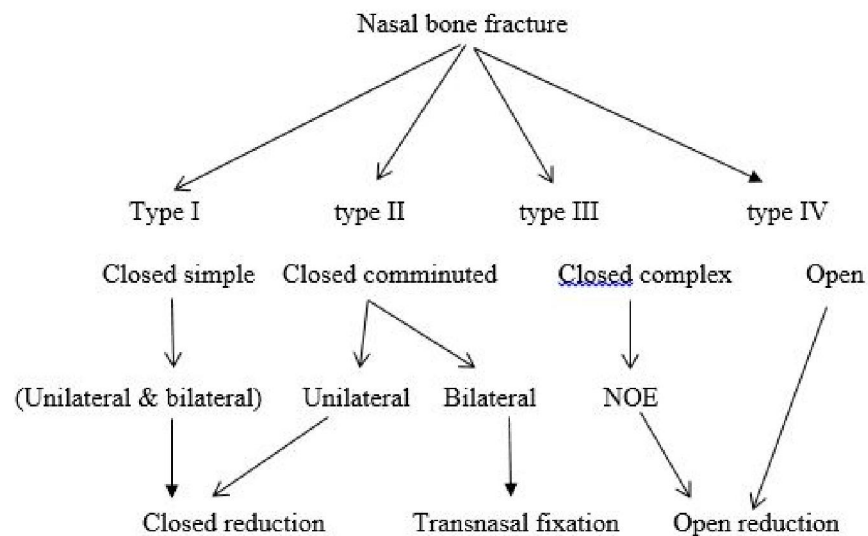 Nasal bone fracture
Type I type II type III type IV
Closed simple Closed comminuted Closed complex Open
(Unilateral & bilateral) Unilateral Bilateral NOE
Closed reduction Transnasal fixation Open reduction